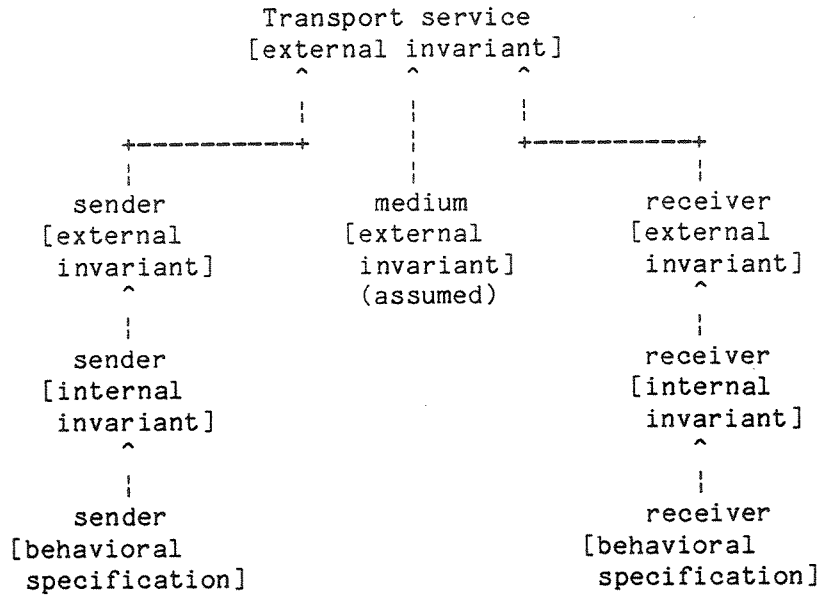 Transport service
[external invariant]
sender medium receiver
[external [external [external
invariant] invariant] invariant]
(assumed)
sender receiver
[internal [internal
invariant] invariant]
sender receiver
[behavioral [behavioral
specification] specification]